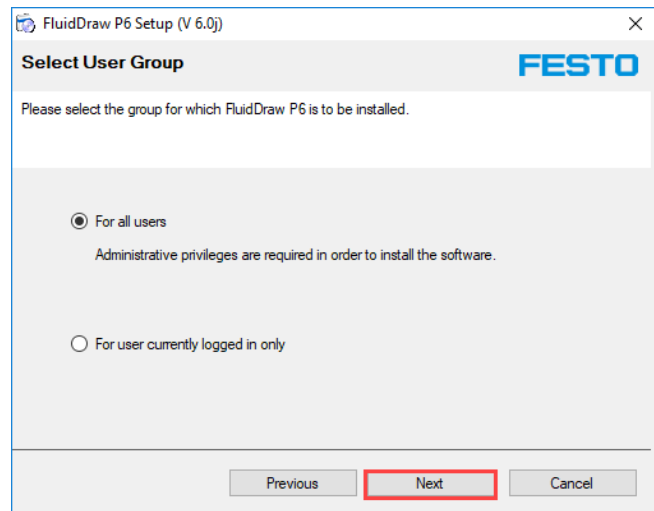 FluidDraw P6 Setup (V 6.0j)
Select User Group
FESTO
Please select the group for which FluidDraw P6 is to be installed.
For all users
Administrative privileges are required in order to install the software.
For user currently logged in only
Previous
Next
Cancel